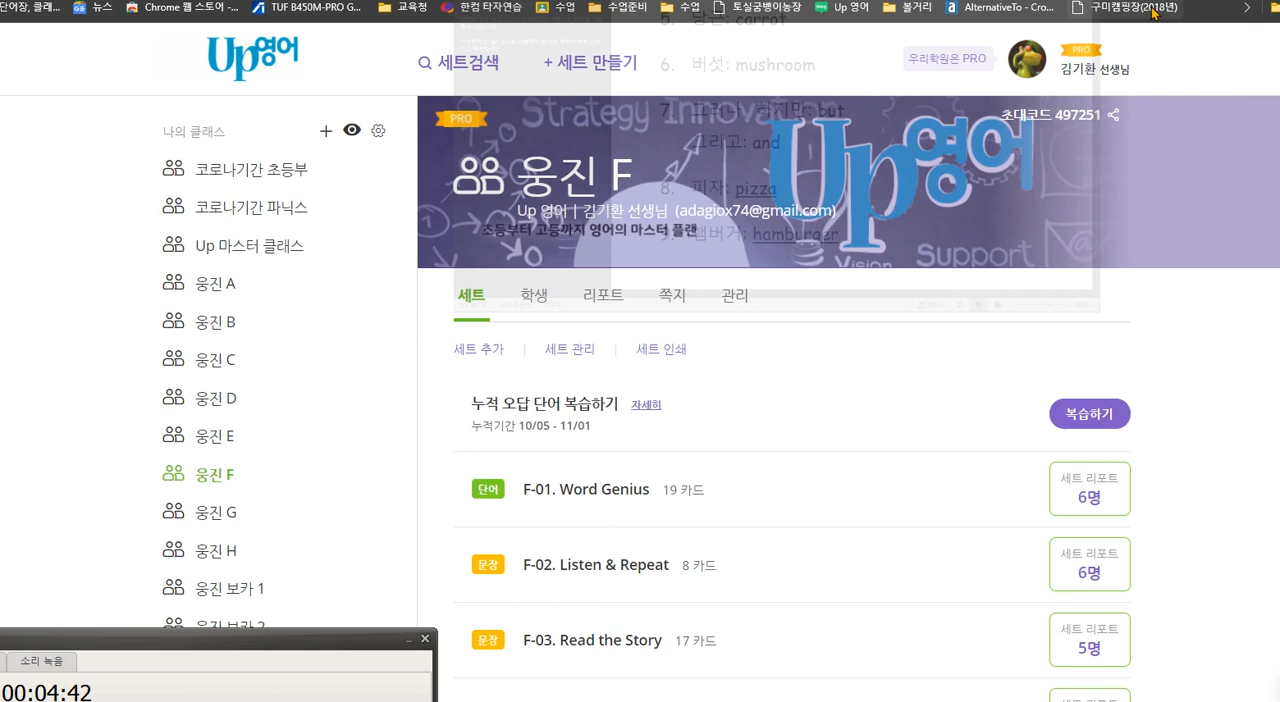 단어장, 클래...
뉴스
Chrome 웹 스토어 -...
TUF B450M-PRO G...
교육청
한컴 타자연습
수업
수업준비
수업
토실굼벵이농장
Up 영어
볼거리
AlternativeTo - Cro...
구미캠핑장(2018년)
5. 당근: carrot
Up영어
세트검색
+ 세트 만들기
6. 버섯: mushroom
우리학원은 PRO
PRO
김기환 선생님
나의 클래스
PRO
Strategy Innovation
7. 그러나, 하지만: but
초대코드 497251
그리고: and
웅진 F
Up영어
8. 피자: pizza
Up 영어 | 김기환 선생님 (adagiox74@gmail.com)
초등부터 고등까지 영어의 마스터 플랜
햄버거: hamburger
Vision
Support
코로나기간 초등부
코로나기간 파닉스
Up 마스터 클래스
웅진 A
웅진 B
웅진 C
웅진 D
웅진 E
웅진 F
웅진 G
웅진 H
웅진 보카 1
웅진 보카 2
세트
학생
리포트
쪽지
관리
세트 추가 | 세트 관리 | 세트 인쇄
누적 오답 단어 복습하기 자세히
누적기간 10/05 - 11/01
복습하기
단어 F-01. Word Genius 19 카드
세트 리포트
6명
문장 F-02. Listen & Repeat 8 카드
세트 리포트
6명
문장 F-03. Read the Story 17 카드
세트 리포트
5명
세트 리포트
소리 녹음
00:04:42